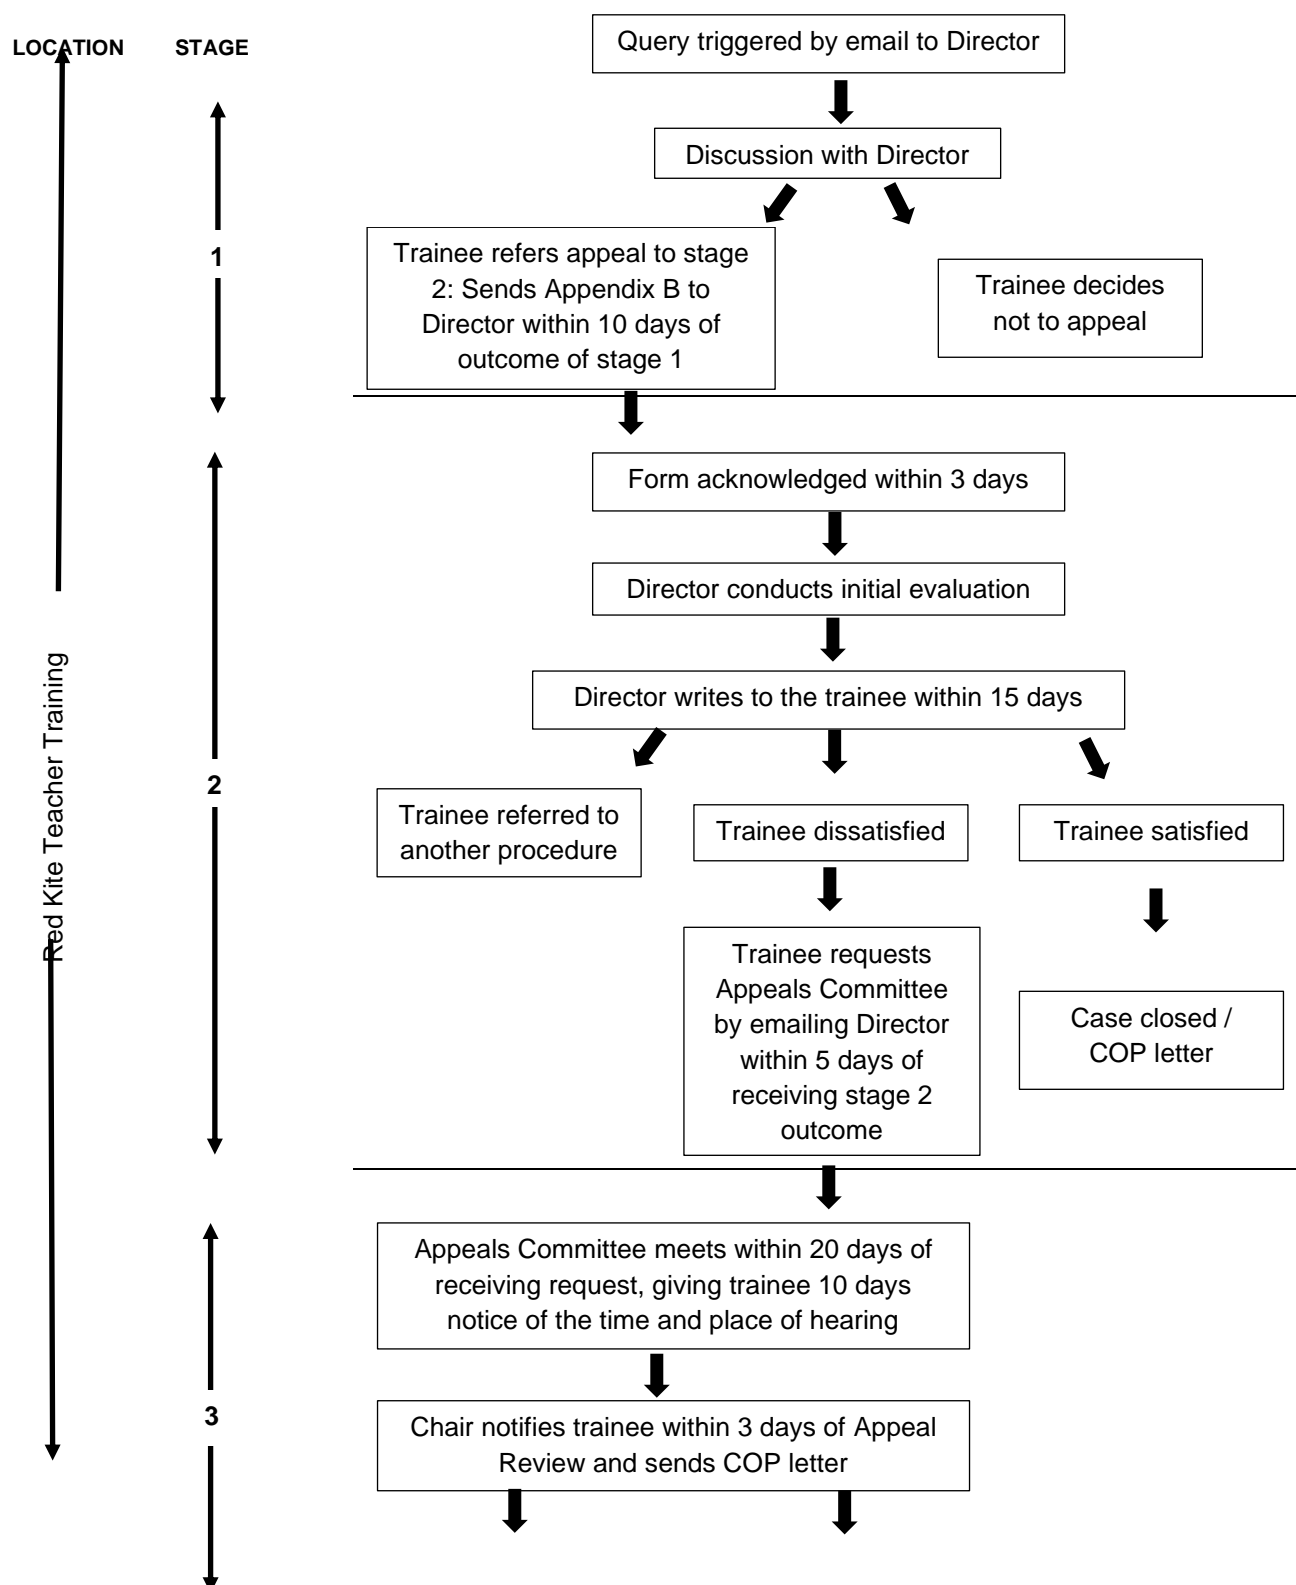 LOCATION
STAGE
Query triggered by email to Director
Discussion with Director
Trainee refers appeal to stage
2: Sends Appendix B to
Director within 10 days of
outcome of stage 1
Trainee decides
not to appeal
1
Form acknowledged within 3 days
Director conducts initial evaluation
Director writes to the trainee within 15 days
Red Kite Teacher Training
2
Trainee referred to
another procedure
Trainee dissatisfied
Trainee satisfied
Trainee requests
Appeals Committee
by emailing Director
within 5 days of
receiving stage 2
outcome
Case closed /
COP letter
Appeals Committee meets within 20 days of
receiving request, giving trainee 10 days
notice of the time and place of hearing
3
Chair notifies trainee within 3 days of Appeal
Review and sends COP letter